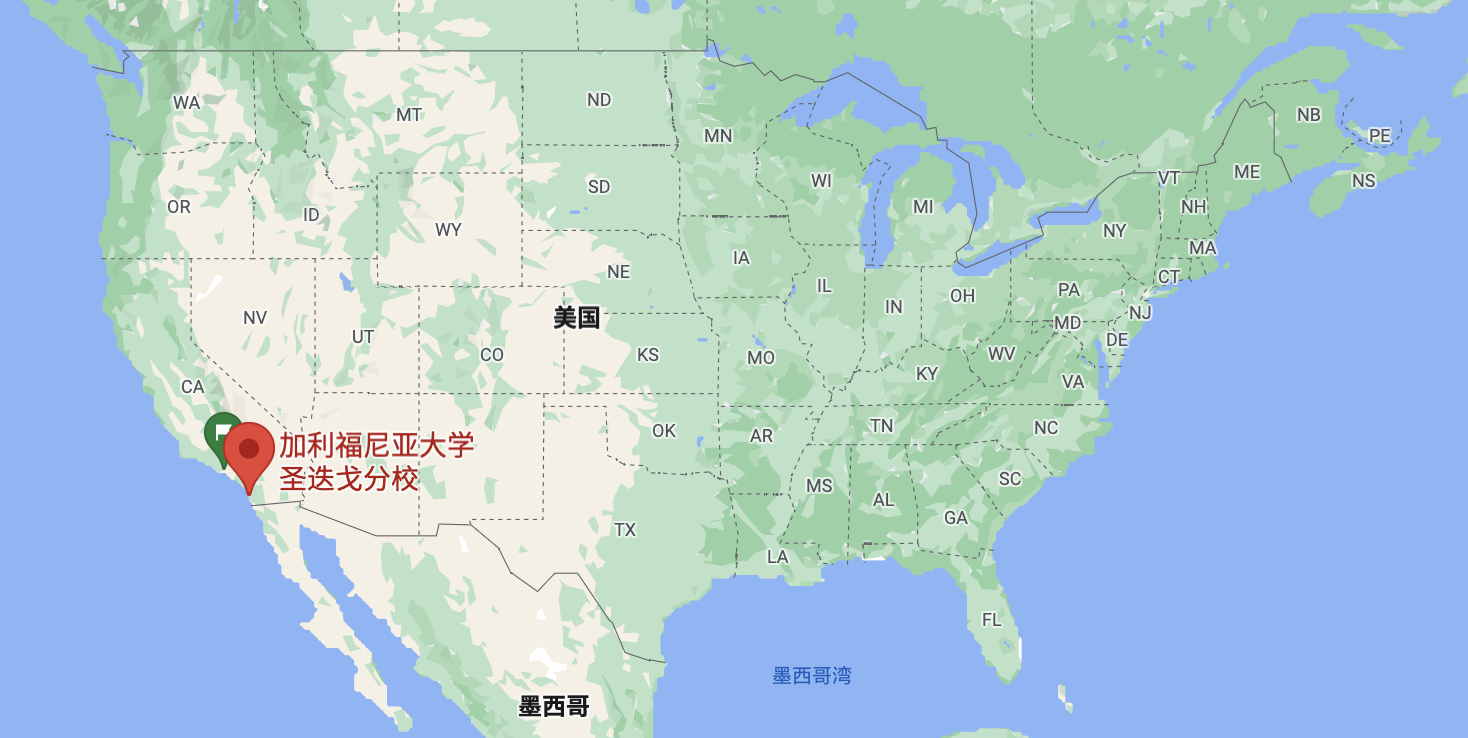 WA
MT
ND
MN
NB
PE
OR
ID
WY
SD
WI
MI
VT
ME
NS
NH
NY
MA
NV
UT
CO
NE
IA
IL
IN
OH
PA
CT
NJ
MD
DE
美国
CA
KS
MO
KY
WV
VA
加利福尼亚大学
圣迭戈分校
OK
AR
TN
NC
SC
MS
AL
GA
TX
LA
FL
墨西哥湾
墨西哥